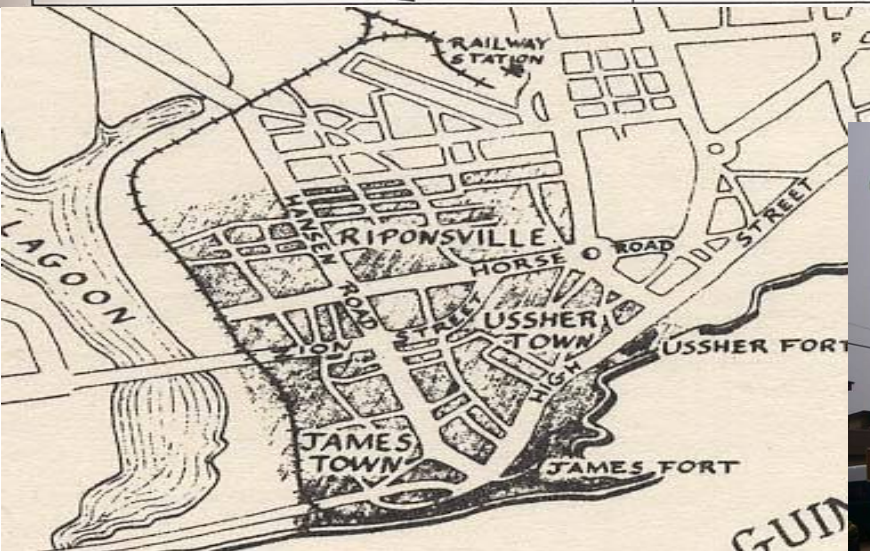 RAILWAY
STATION
LAGOON
HANSEN
ROAD
RIPONSVILLE
HORSE ROAD
STREET
STREET
USSHER
TOWN
USSHER FORT
HIGH
JAMES
TOWN
JAMES FORT